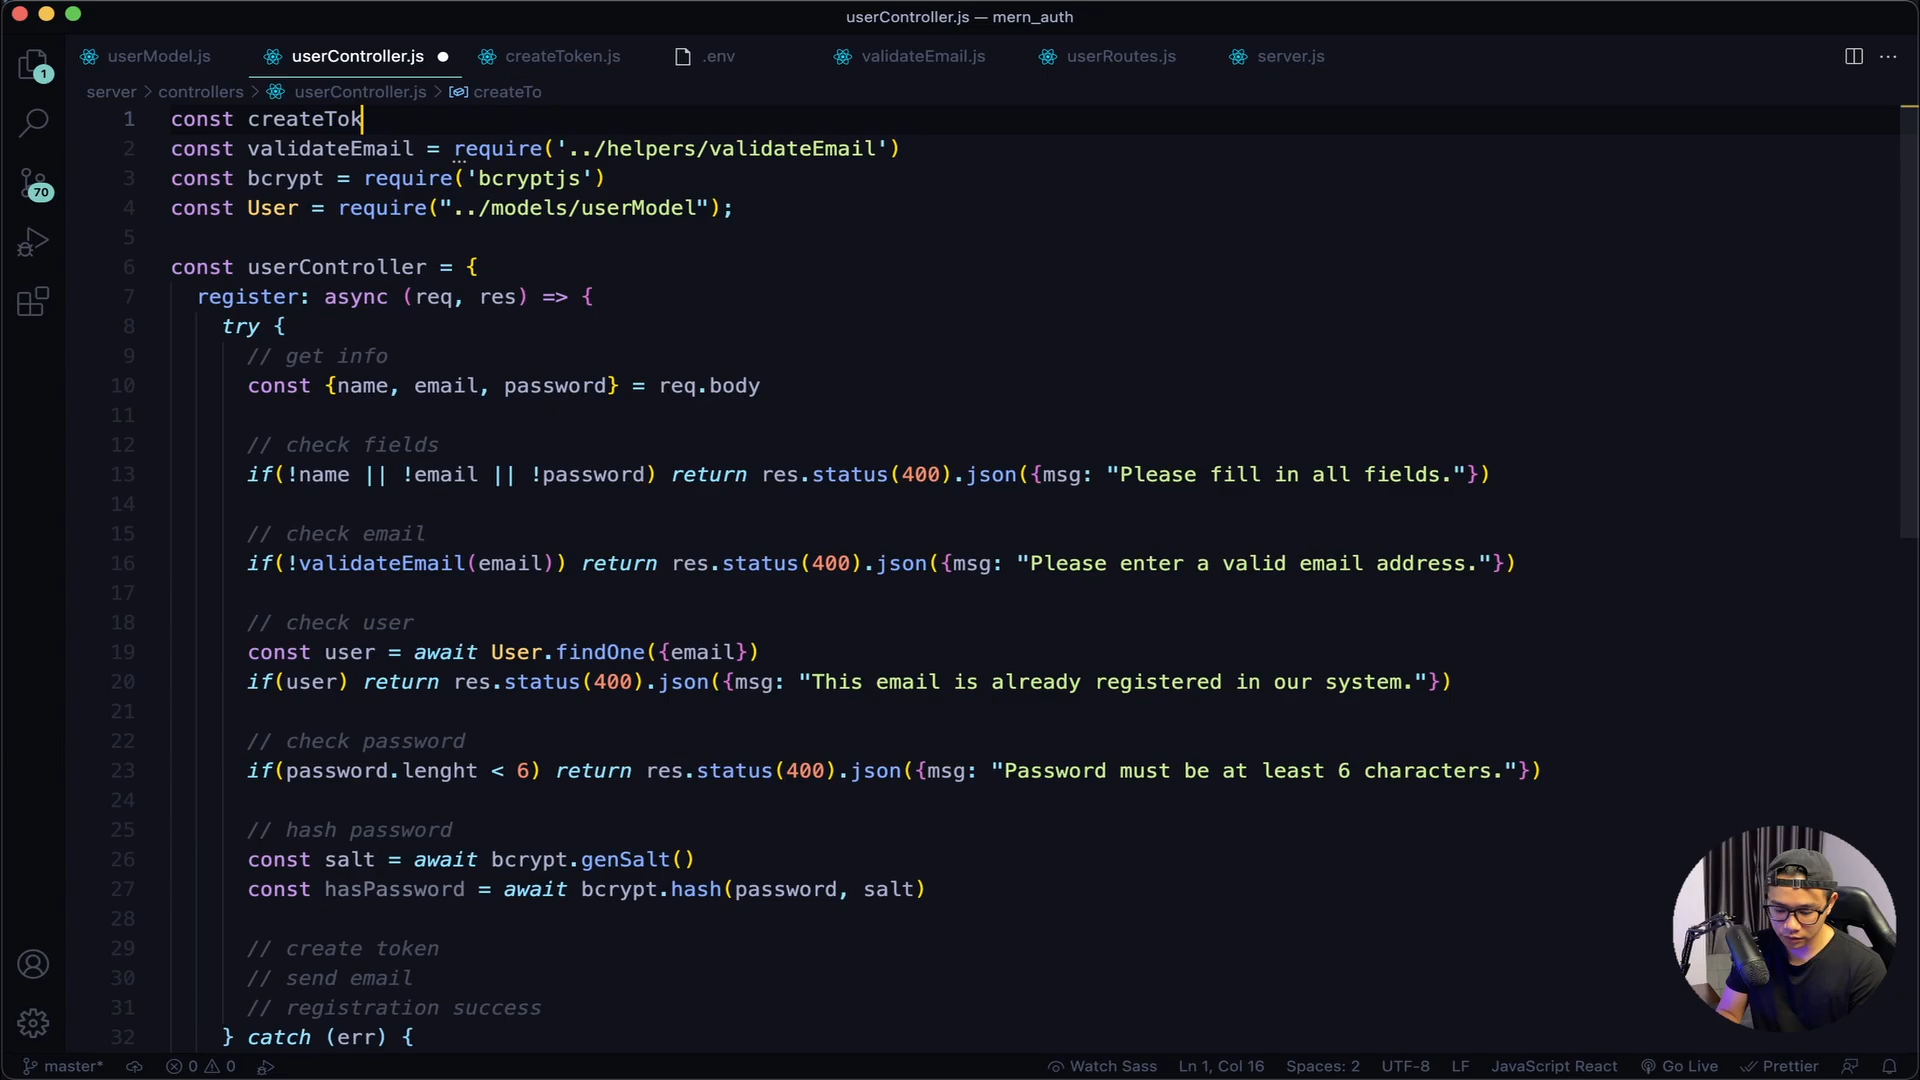 userController.js — mern_auth
userModel.js userController.js createToken.js .env validateEmail.js userRoutes.js server.js
server > controllers > userController.js > createTo
1 const createTok
2 const validateEmail = require('../helpers/validateEmail')
3 const bcrypt = require('bcryptjs')
4 const User = require("../models/userModel");
5
6 const userController = {
7 register: async (req, res) => {
8 try {
9 // get info
10 const {name, email, password} = req.body
11
12 // check fields
13 if(!name || !email || !password) return res.status(400).json({msg: "Please fill in all fields."})
14
15 // check email
16 if(!validateEmail(email)) return res.status(400).json({msg: "Please enter a valid email address."})
17
18 // check user
19 const user = await User.findOne({email})
20 if(user) return res.status(400).json({msg: "This email is already registered in our system."})
21
22 // check password
23 if(password.lenght < 6) return res.status(400).json({msg: "Password must be at least 6 characters."})
24
25 // hash password
26 const salt = await bcrypt.genSalt()
27 const hasPassword = await bcrypt.hash(password, salt)
28
29 // create token
30 // send email
31 // registration success
32 } catch (err) {
1
70
master* 0 0 Watch Sass Ln 1, Col 16 Spaces: 2 UTF-8 LF JavaScript React Go Live Prettier